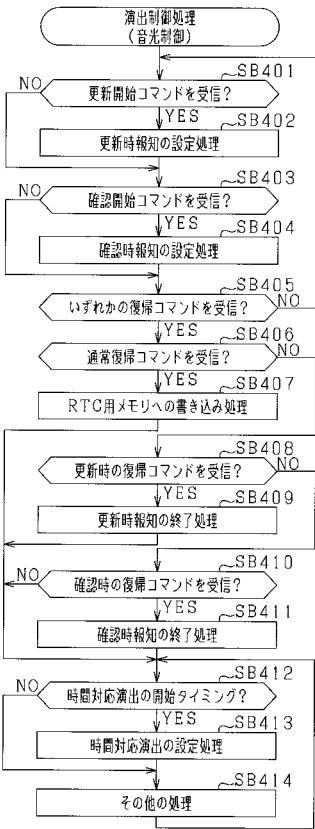 演出制御処理
(音光制御)
SB401
NO
更新開始コマンドを受信?
YES
SB402
更新時報知の設定処理
SB403
NO
確認開始コマンドを受信?
YES
SB404
確認時報知の設定処理
SB405
いずれかの復帰コマンドを受信?
NO
YES
SB406
通常復帰コマンドを受信?
NO
YES
SB407
RTC用メモリへの書き込み処理
SB408
更新時の復帰コマンドを受信?
NO
YES
SB409
更新時報知の終了処理
SB410
NO
確認時の復帰コマンドを受信?
YES
SB411
確認時報知の終了処理
SB412
NO
時間対応演出の開始タイミング?
YES
SB413
時間対応演出の設定処理
SB414
その他の処理